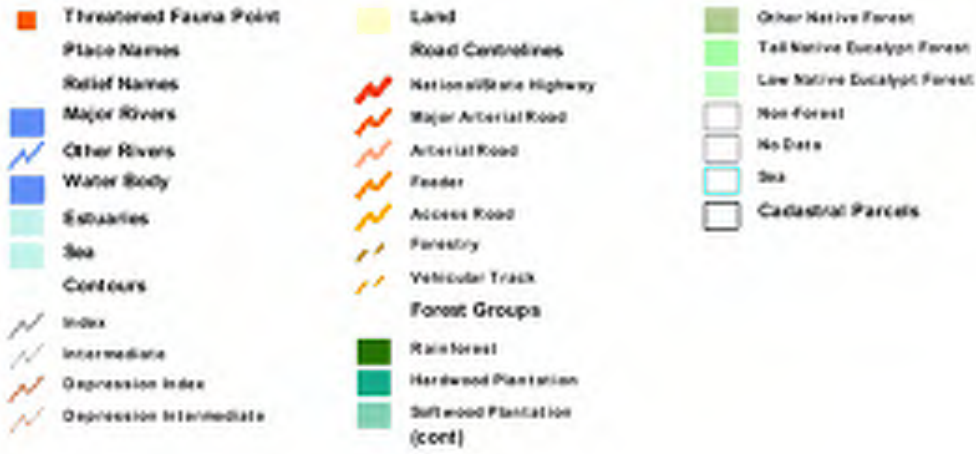 Threatened Fauna Point
Place Names
Relief Names
Major Rivers
Other Rivers
Water Body
Estuaries
Sea
Contours
Index
Intermediate
Depression Index
Depression Intermediate
Land
Road Centrelines
National/State Highway
Major Arterial Road
Arterial Road
Feeder
Access Road
Forestry
Vehicular Track
Forest Groups
Rainforest
Hardwood Plantation
Softwood Plantation
(cont)
Other Native Forest
Tall Native Eucalypt Forest
Low Native Eucalypt Forest
Non-Forest
No Data
Sea
Cadastral Parcels